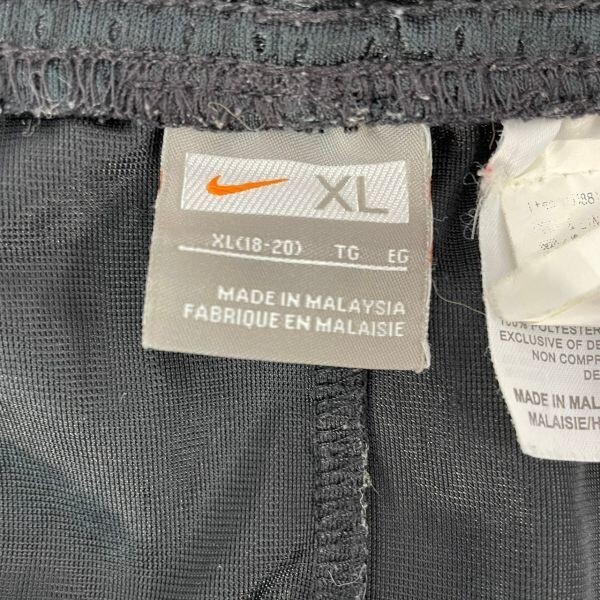 XL
XL(18-20) TG EG
MADE IN MALAYSIA
FABRIQUE EN MALAISIE
100% POLYESTER
EXCLUSIVE OF DE
NON COMPR
DE
MADE IN MAL
MALAISIE/H